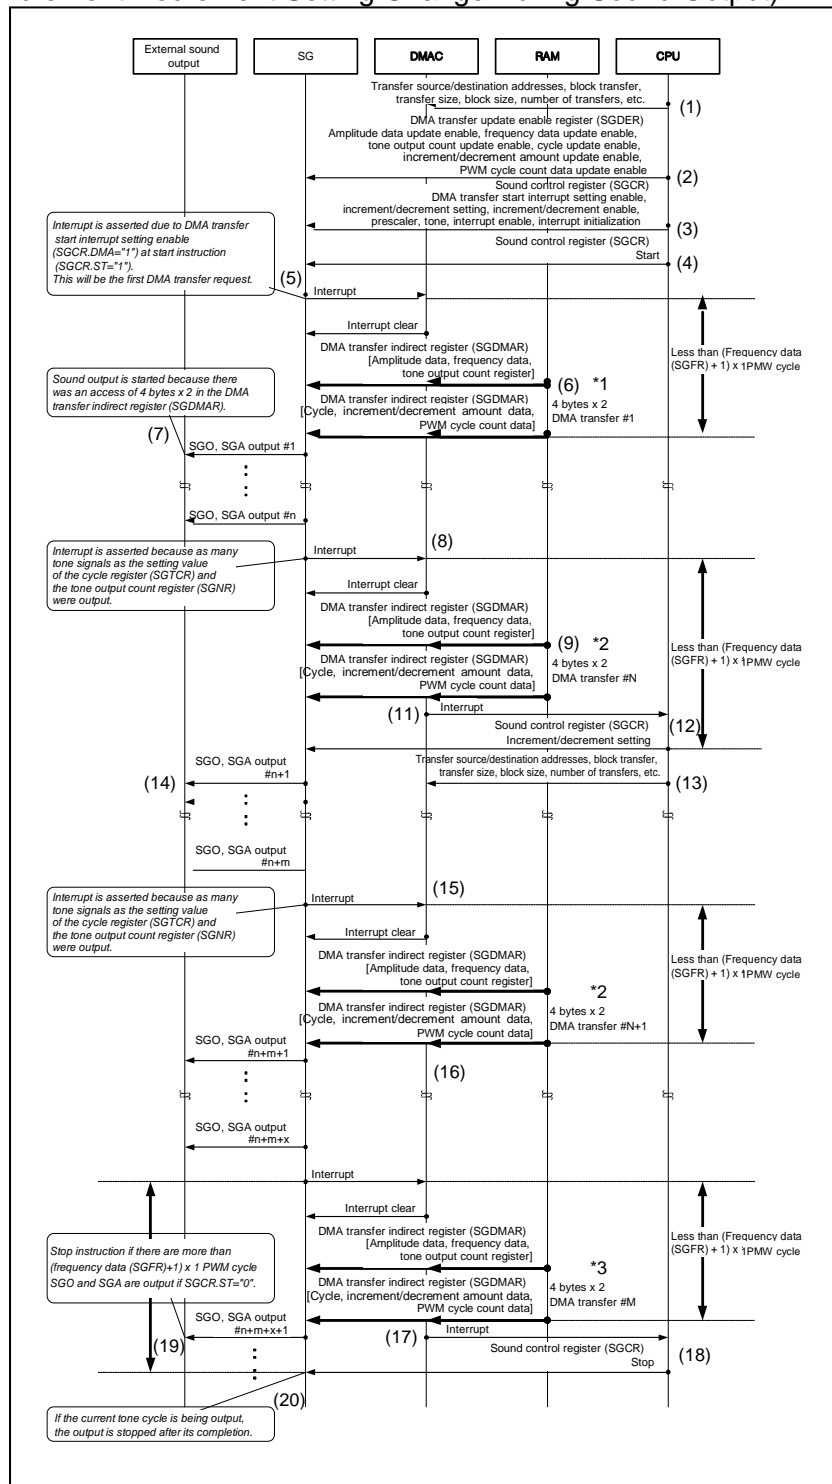 External sound
output
SG
DMAC
RAM
CPU
Transfer source/destination addresses, block transfer,
transfer size, block size, number of transfers, etc.
(1)
DMA transfer update enable register (SGDER)
Amplitude data update enable, frequency data update enable,
tone output count update enable, cycle update enable,
increment/decrement amount update enable,
PWM cycle count data update enable
(2)
Sound control register (SGCR)
DMA transfer start interrupt setting enable,
increment/decrement setting, increment/decrement enable,
prescaler, tone, interrupt enable, interrupt initialization
(3)
Interrupt is asserted due to DMA transfer
start interrupt setting enable
(SGCR.DMA="1") at start instruction
(SGCR.ST="1").
This will be the first DMA transfer request.
Sound control register (SGCR)
Start
(4)
(5)
Interrupt
Interrupt clear
DMA transfer indirect register (SGDMAR)
[Amplitude data, frequency data,
tone output count register]
Less than (Frequency data
(SGFR) + 1) x 1PMW cycle
(6) *1
4 bytes x 2
DMA transfer #1
Sound output is started because there
was an access of 4 bytes x 2 in the DMA
transfer indirect register (SGDMAR).
DMA transfer indirect register (SGDMAR)
[Cycle, increment/decrement amount data,
PWM cycle count data]
(7)
SGO, SGA output #1
SGO, SGA output #n
(8)
Interrupt is asserted because as many
tone signals as the setting value
of the cycle register (SGTCR) and
the tone output count register (SGNR)
were output.
Interrupt
Interrupt clear
DMA transfer indirect register (SGDMAR)
[Amplitude data, frequency data,
tone output count register]
(9) *2
4 bytes x 2
DMA transfer #N
Less than (Frequency data
(SGFR) + 1) x 1PMW cycle
DMA transfer indirect register (SGDMAR)
[Cycle, increment/decrement amount data,
PWM cycle count data]
(11)
Interrupt
Sound control register (SGCR)
Increment/decrement setting
(12)
Transfer source/destination addresses, block transfer,
transfer size, block size, number of transfers, etc.
(13)
(14)
SGO, SGA output
#n+1
SGO, SGA output
#n+m
(15)
Interrupt is asserted because as many
tone signals as the setting value
of the cycle register (SGTCR) and
the tone output count register (SGNR)
were output.
Interrupt
Interrupt clear
DMA transfer indirect register (SGDMAR)
[Amplitude data, frequency data,
tone output count register]
Less than (Frequency data
(SGFR) + 1) x 1PMW cycle
*2
4 bytes x 2
DMA transfer #N+1
DMA transfer indirect register (SGDMAR)
[Cycle, increment/decrement amount data,
PWM cycle count data]
SGO, SGA output
#n+m+1
(16)
SGO, SGA output
#n+m+x
Interrupt
Interrupt clear
DMA transfer indirect register (SGDMAR)
[Amplitude data, frequency data,
tone output count register]
Less than (Frequency data
(SGFR) + 1) x 1PMW cycle
*3
4 bytes x 2
DMA transfer #M
Stop instruction if there are more than
(frequency data (SGFR)+1) x 1 PWM cycle
SGO and SGA are output if SGCR.ST="0".
DMA transfer indirect register (SGDMAR)
[Cycle, increment/decrement amount data,
PWM cycle count data]
SGO, SGA output
#n+m+x+1
(17)
Interrupt
Sound control register (SGCR)
Stop
(18)
(19)
(20)
If the current tone cycle is being output,
the output is stopped after its completion.